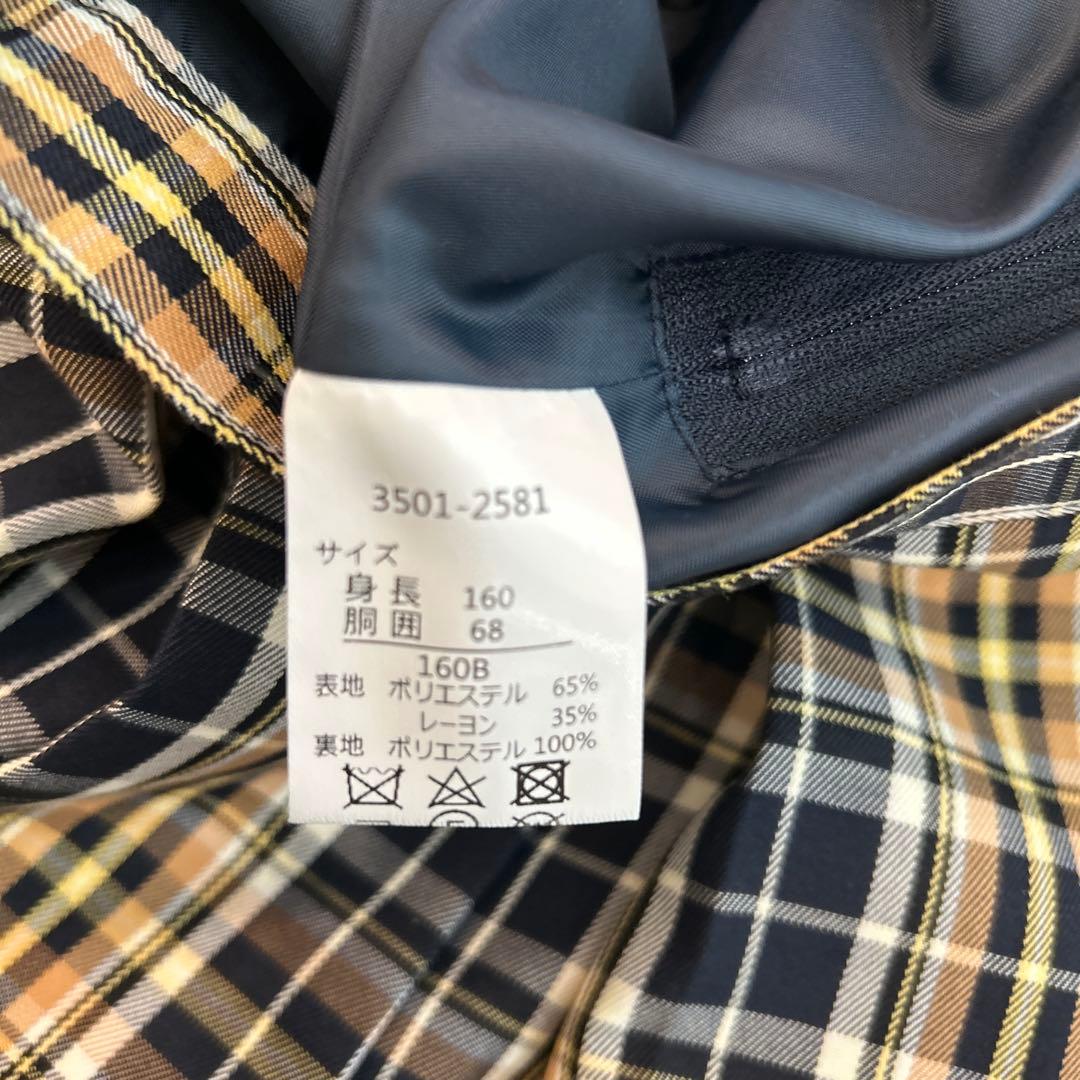 3501-2581
サイズ
身長 160
胴囲 68
160B
表地 ポリエステル 65%
レーヨン 35%
裏地 ポリエステル 100%